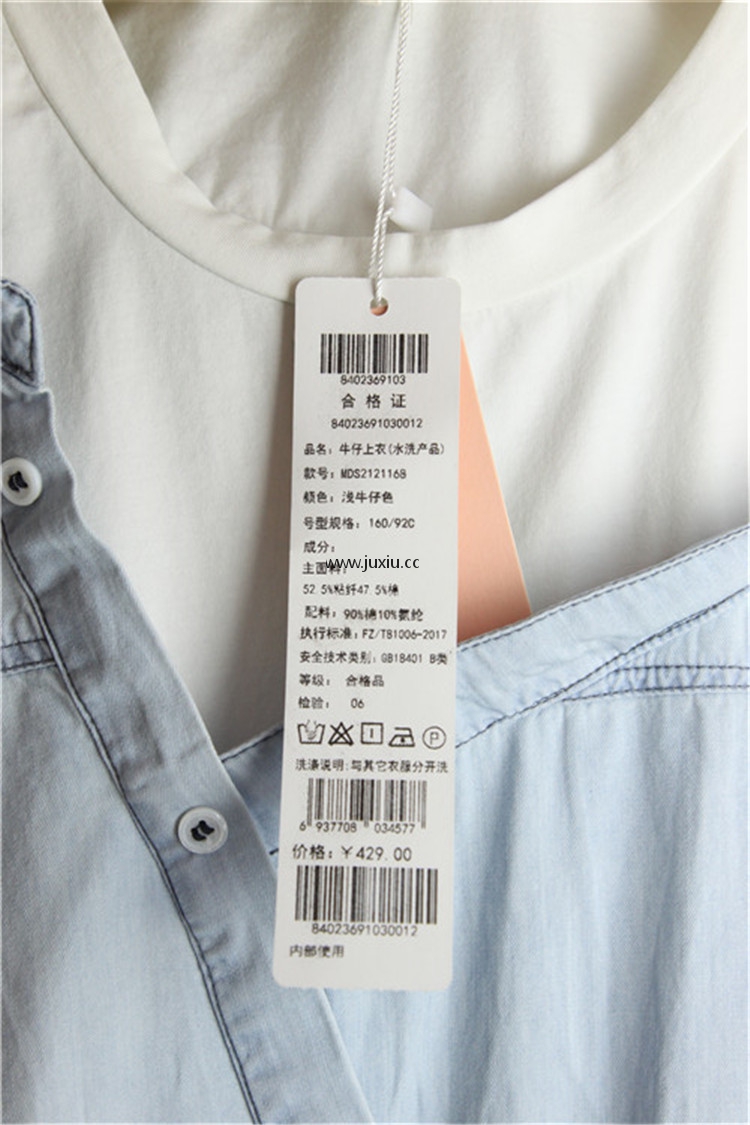 8402369103
合格证
84023691030012
品名：牛仔上衣(水洗产品)
款号：MDS2121168
颜色：浅牛仔色
号型规格：160/92C
成分：
www.juxiu.cc
主面料：
52.5%粘纤47.5%棉
配料：90%棉10%氨纶
执行标准：FZ/T81006-2017
安全技术类别：GB18401 B类
等级： 合格品
检验： 06
P
洗涤说明:与其它衣服分开洗
6 937708 034577
价格：￥429.00
84023691030012
内部使用